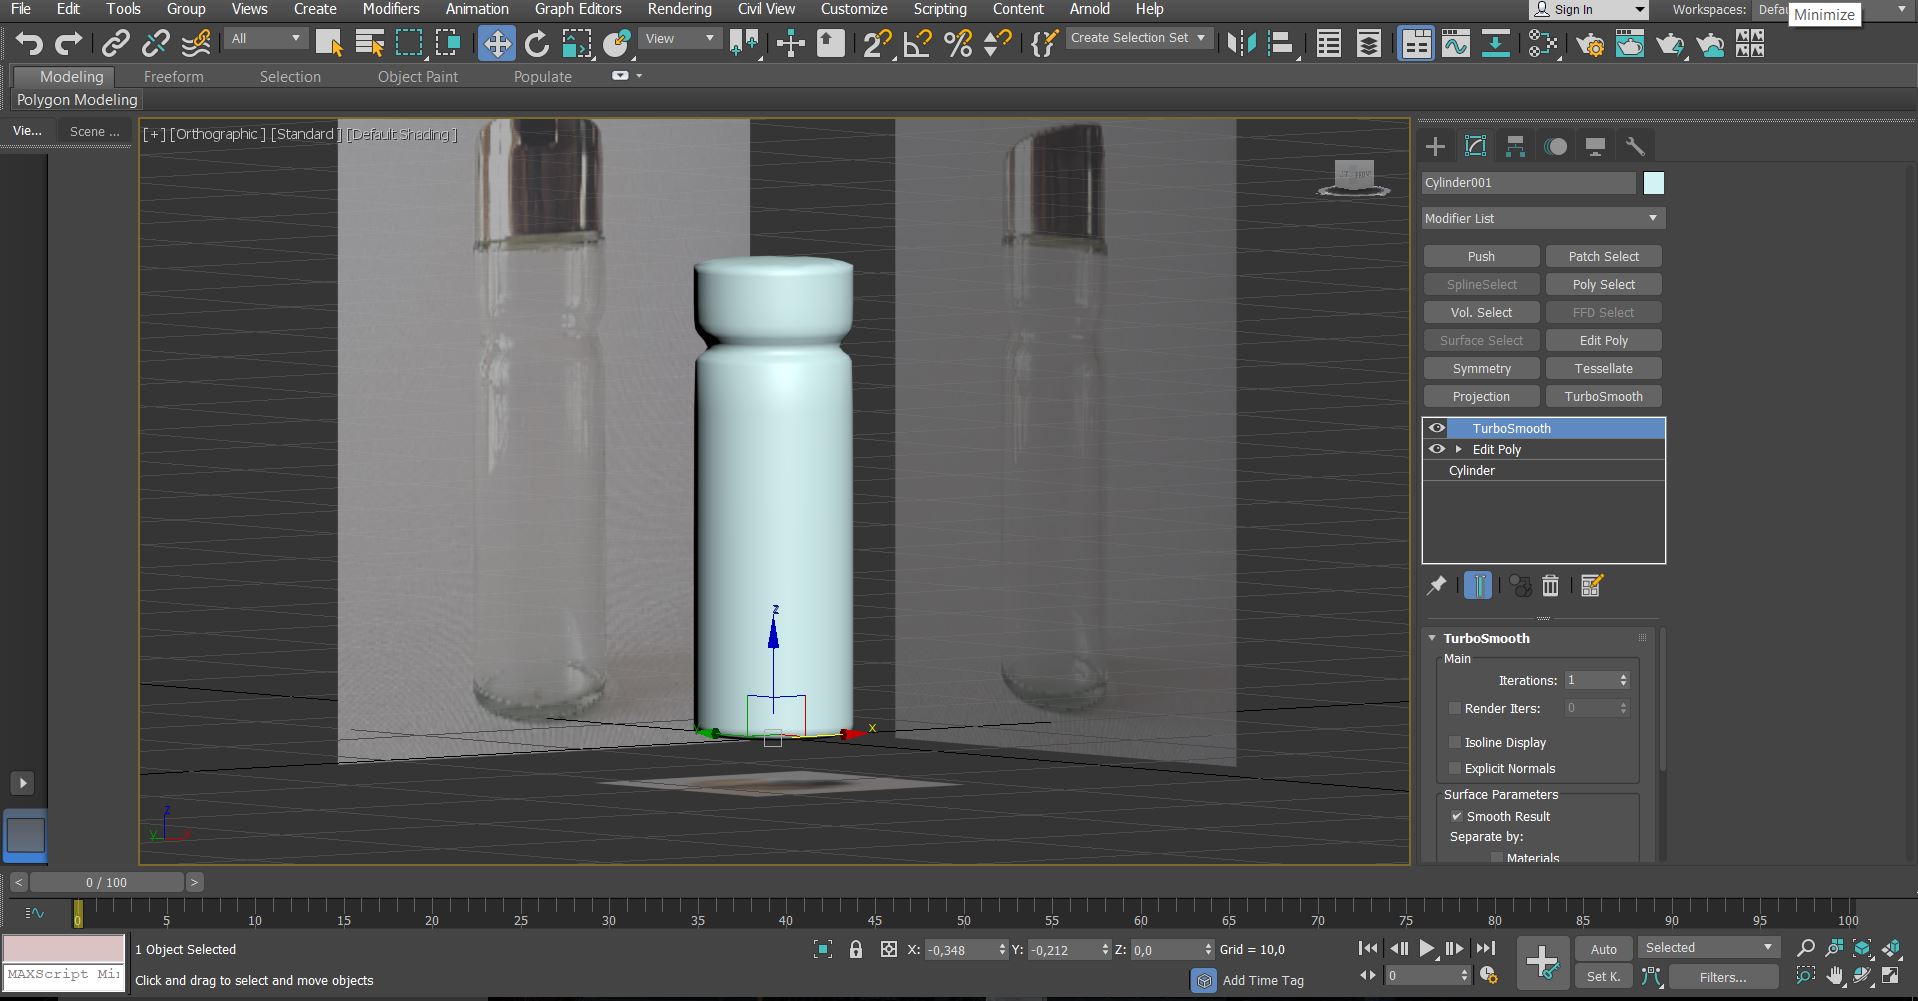 File Edit Tools Group Views Create Modifiers Animation Graph Editors Rendering Civil View Customize Scripting Content Arnold Help Sign In Workspaces: Defau
Minimize
All View Create Selection Set
Modeling Freeform Selection Object Paint Populate
Polygon Modeling
Vie... Scene ...
[+] [Orthographic ] [Standard ] [Default Shading ]
Cylinder001
Modifier List
Push Patch Select
SplineSelect Poly Select
Vol. Select FFD Select
Surface Select Edit Poly
Symmetry Tessellate
Projection TurboSmooth
TurboSmooth
Edit Poly
Cylinder
TurboSmooth
Main
Iterations: 1
Render Iters: 0
Isoline Display
Explicit Normals
Surface Parameters
Smooth Result
Separate by:
Materials
z
x
z
y x
< 0 / 100 >
0 5 10 15 20 25 30 35 40 45 50 55 60 65 70 75 80 85 90 95 100
1 Object Selected X: -0,348 Y: -0,212 Z: 0,0 Grid = 10,0 Auto Selected
MAXScript Mi
Click and drag to select and move objects Add Time Tag 0 Set K. Filters...